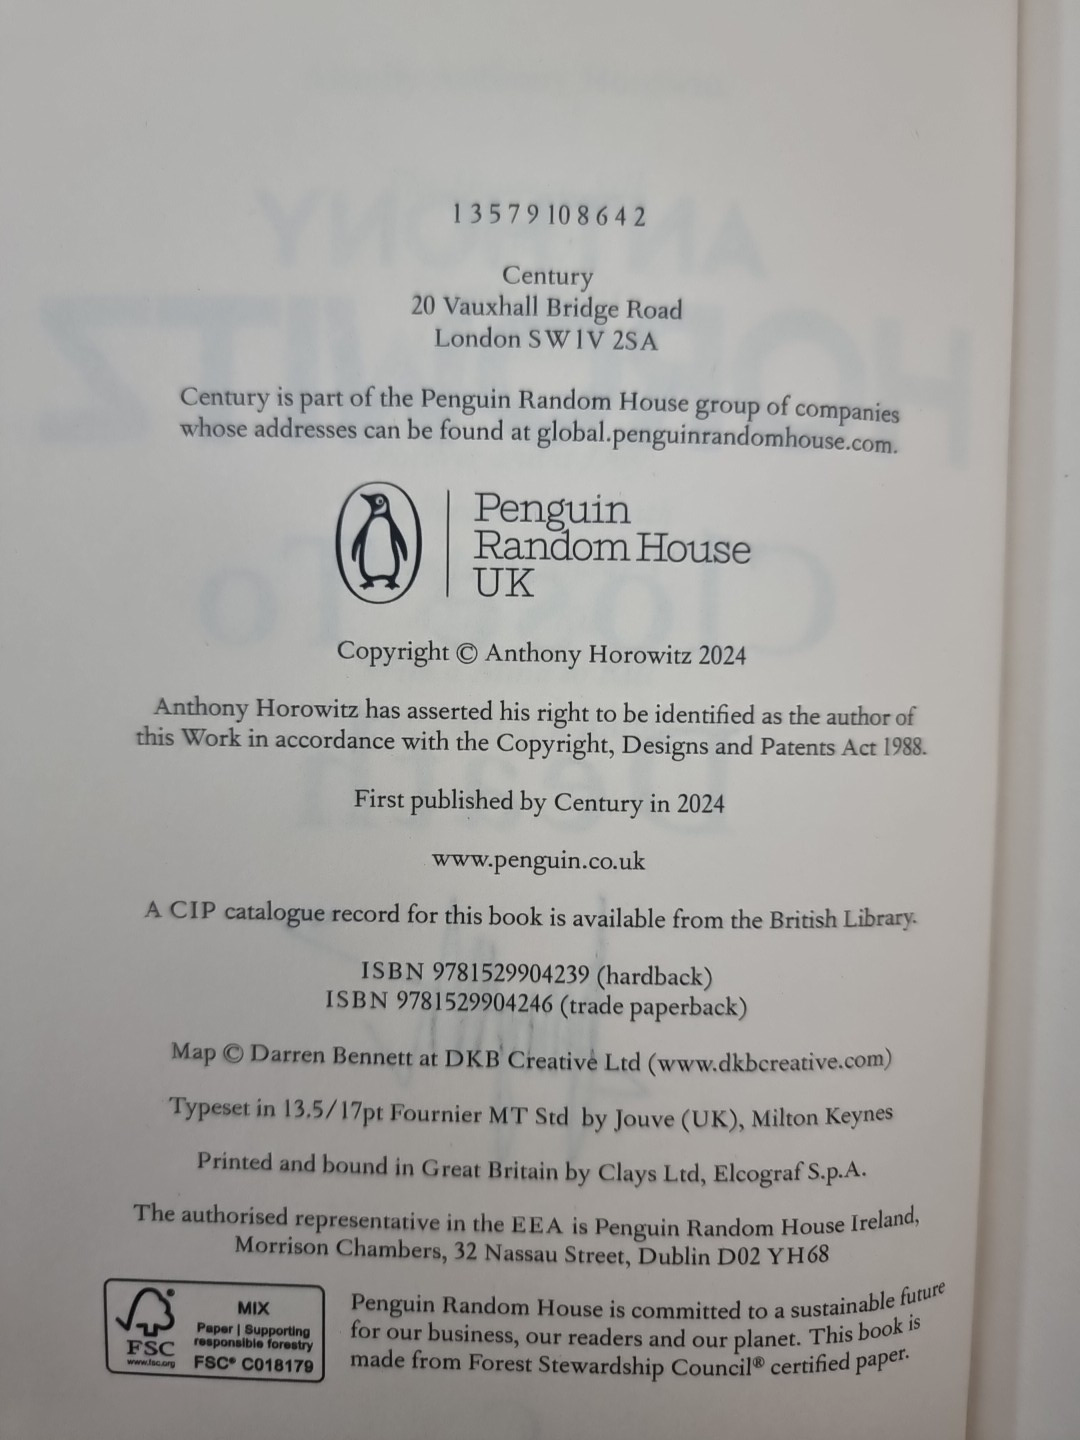 1 3 5 7 9 10 8 6 4 2
Century
20 Vauxhall Bridge Road
London SW1V 2SA
Century is part of the Penguin Random House group of companies
whose addresses can be found at global.penguinrandomhouse.com.
Penguin
Random House
UK
Copyright © Anthony Horowitz 2024
Anthony Horowitz has asserted his right to be identified as the author of
this Work in accordance with the Copyright, Designs and Patents Act 1988.
First published by Century in 2024
www.penguin.co.uk
A CIP catalogue record for this book is available from the British Library.
ISBN 9781529904239 (hardback)
ISBN 9781529904246 (trade paperback)
Map © Darren Bennett at DKB Creative Ltd (www.dkbcreative.com)
Typeset in 13.5/17pt Fournier MT Std by Jouve (UK), Milton Keynes
Printed and bound in Great Britain by Clays Ltd, Elcograf S.p.A.
The authorised representative in the EEA is Penguin Random House Ireland,
Morrison Chambers, 32 Nassau Street, Dublin D02 YH68
FSC
www.fsc.org
MIX
Paper | Supporting
responsible forestry
FSC® C018179
Penguin Random House is committed to a sustainable future
for our business, our readers and our planet. This book is
made from Forest Stewardship Council® certified paper.